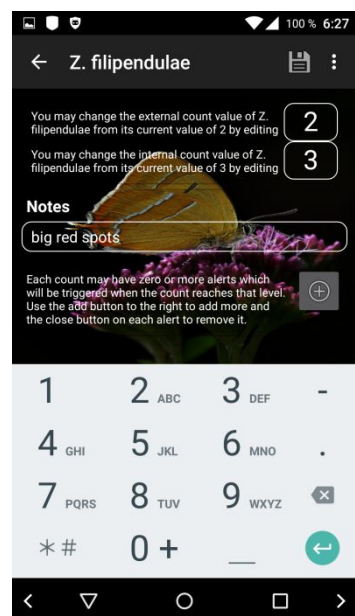 100 % 6:27
Z. filipendulae
You may change the external count value of Z.
filipendulae from its current value of 2 by editing
2
You may change the internal count value of Z.
filipendulae from its current value of 3 by editing
3
Notes
big red spots
Each count may have zero or more alerts which
will be triggered when the count reaches that level.
Use the add button to the right to add more and
the close button on each alert to remove it.
1 2 ABC 3 DEF -
4 GHI 5 JKL 6 MNO .
7 PQRS 8 TUV 9 WXYZ
*# 0 + _